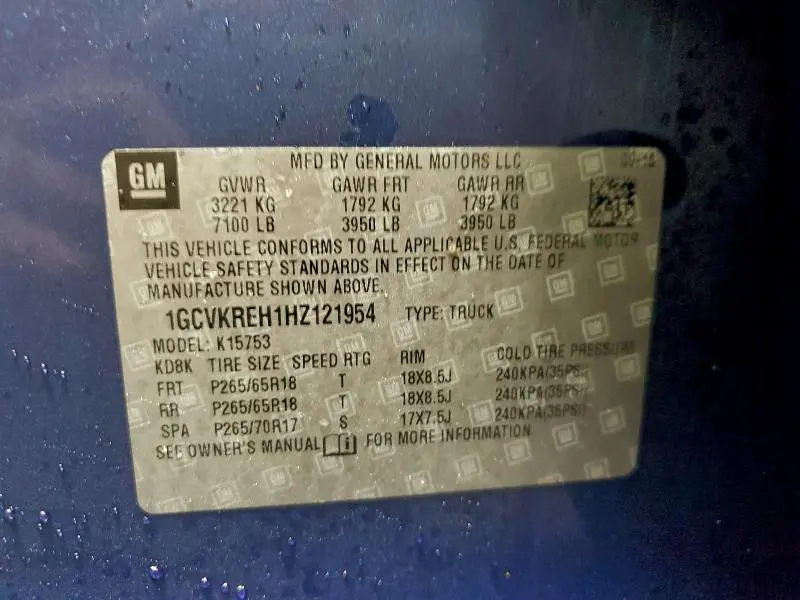 GM
MFD BY GENERAL MOTORS LLC
GVWR GAWR FRT GAWR RR
3221 KG 1792 KG 1792 KG
7100 LB 3950 LB 3950 LB
THIS VEHICLE CONFORMS TO ALL APPLICABLE U.S. FEDERAL MOTOR
VEHICLE SAFETY STANDARDS IN EFFECT ON THE DATE OF
MANUFACTURE SHOWN ABOVE.
1GCVKREH1HZ121954 TYPE: TRUCK
MODEL: K15753
KD8K TIRE SIZE SPEED RTG RIM COLD TIRE PRESSURE
FRT P265/65R18 T 18X8.5J 240KPA(35PSI)
RR P265/65R18 T 18X8.5J 240KPA(35PSI)
SPA P265/70R17 S 17X7.5J 240KPA(35PSI)
SEE OWNER'S MANUAL FOR MORE INFORMATION.